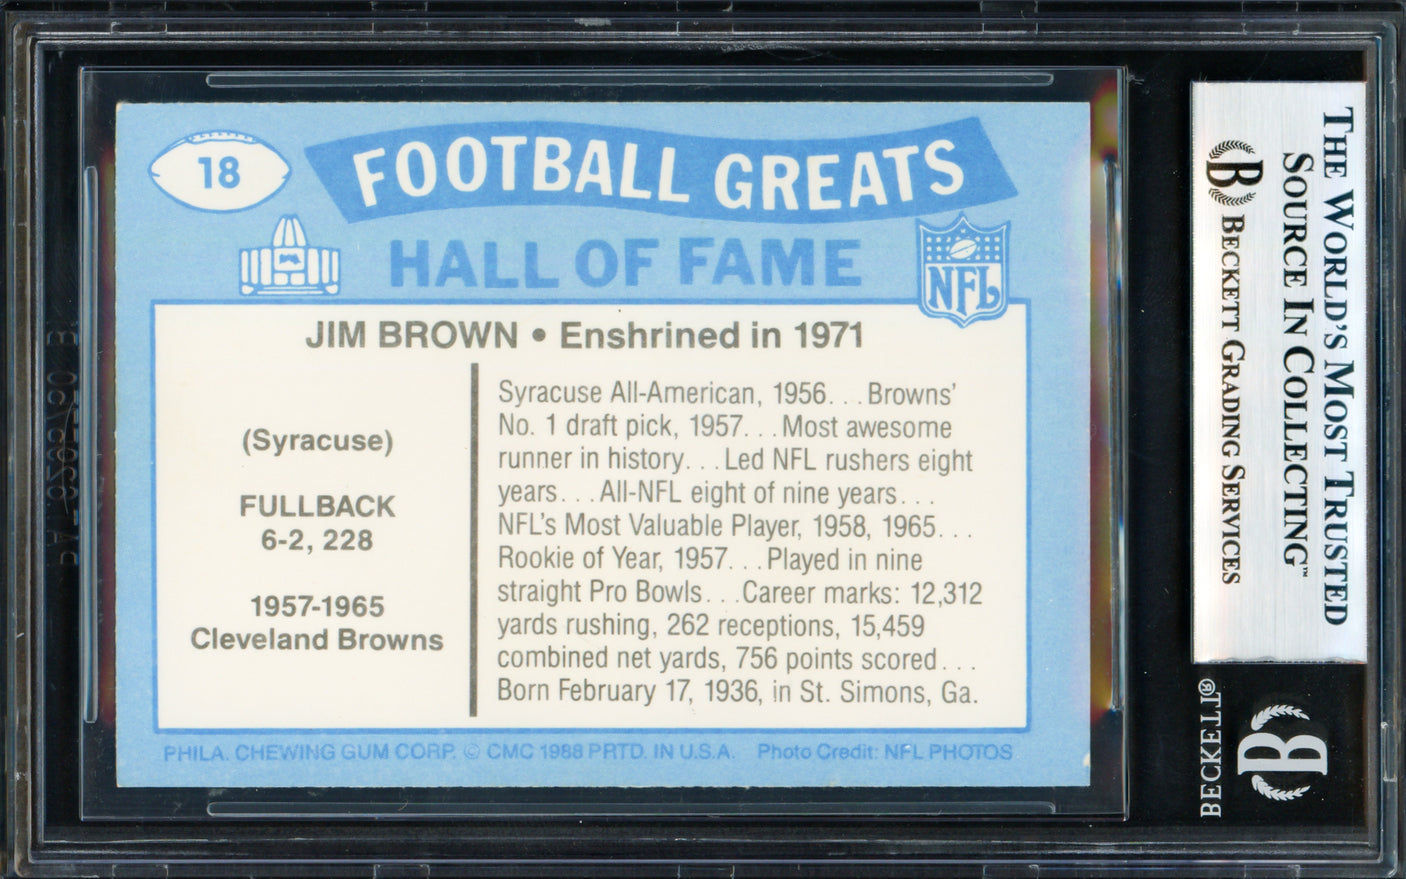 18
FOOTBALL GREATS
HALL OF FAME
NFL
JIM BROWN • Enshrined in 1971
(Syracuse)
FULLBACK
6-2, 228
1957-1965
Cleveland Browns
Syracuse All-American, 1956. . .Browns'
No. 1 draft pick, 1957. . .Most awesome
runner in history. . .Led NFL rushers eight
years. . .All-NFL eight of nine years. . .
NFL's Most Valuable Player, 1958, 1965. . .
Rookie of Year, 1957. . .Played in nine
straight Pro Bowls. . .Career marks: 12,312
yards rushing, 262 receptions, 15,459
combined net yards, 756 points scored. . .
Born February 17, 1936, in St. Simons, Ga.
PHILA. CHEWING GUM CORP. © CMC 1988 PRTD. IN U.S.A. Photo Credit: NFL PHOTOS
THE WORLD'S MOST TRUSTED
SOURCE IN COLLECTING™
B BECKETT GRADING SERVICES
BECKETT®
B